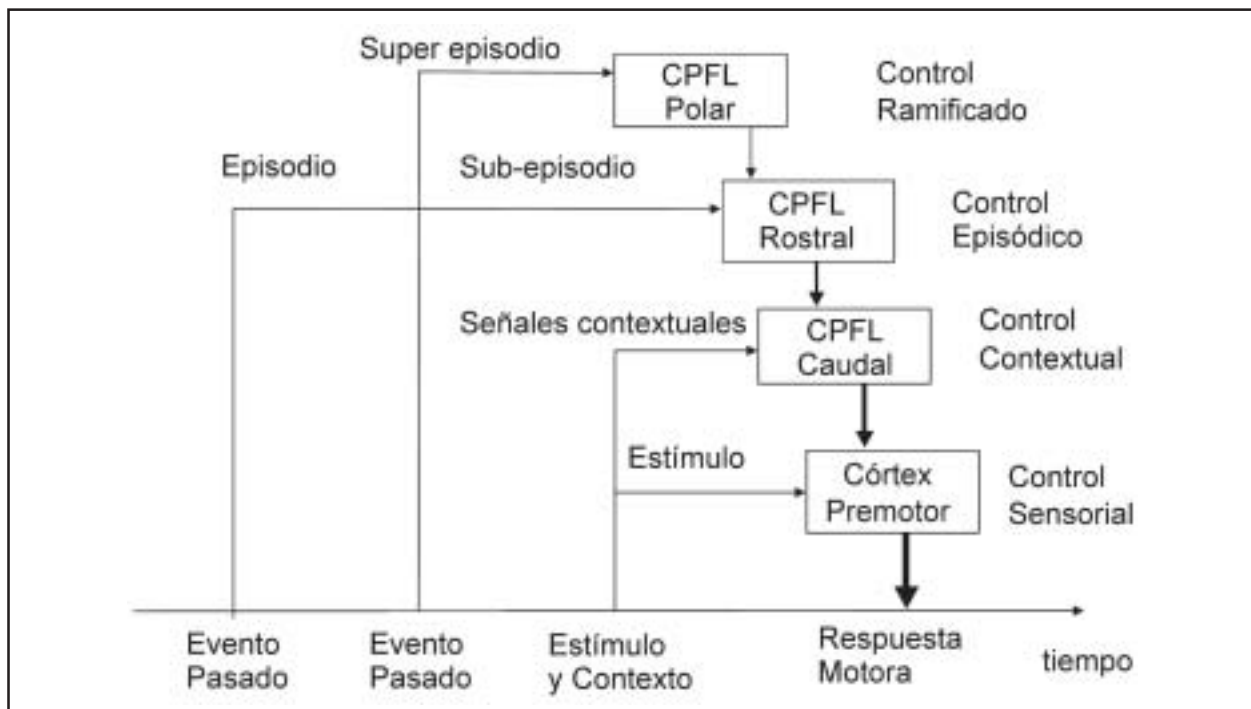 Super episodio
CPFL
Polar
Control
Ramificado
Episodio
Sub-episodio
CPFL
Rostral
Control
Episódico
Señales contextuales
CPFL
Caudal
Control
Contextual
Estímulo
Córtex
Premotor
Control
Sensorial
Evento
Pasado
Evento
Pasado
Estímulo
y Contexto
Respuesta
Motora
tiempo